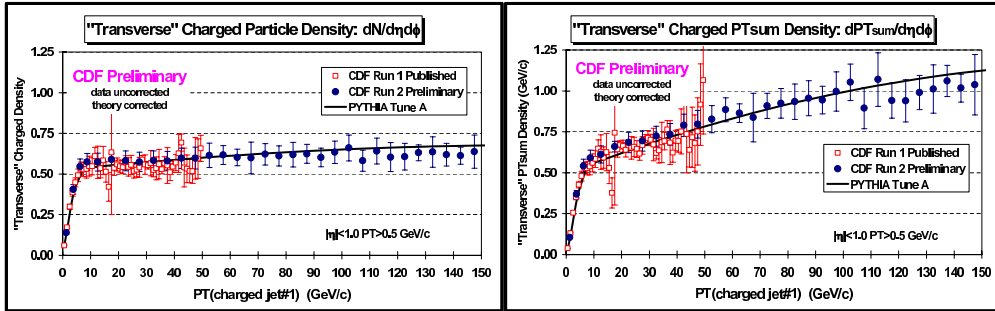 "Transverse" Charged Particle Density: dN/dηdϕ
1.25
1.00
0.75
0.50
0.25
0.00
"Transverse" Charged Density
CDF Preliminary
data uncorrected
theory corrected
CDF Run 1 Published
CDF Run 2 Preliminary
PYTHIA Tune A
|η|<1.0 PT>0.5 GeV/c
0 10 20 30 40 50 60 70 80 90 100 110 120 130 140 150
PT(charged jet#1) (GeV/c)
"Transverse" Charged PTsum Density: dPTsum/dηdϕ
1.25
1.00
0.75
0.50
0.25
0.00
"Transverse" PTsum Density (GeV/c)
CDF Preliminary
data uncorrected
theory corrected
CDF Run 1 Published
CDF Run 2 Preliminary
PYTHIA Tune A
|η|<1.0 PT>0.5 GeV/c
0 10 20 30 40 50 60 70 80 90 100 110 120 130 140 150
PT(charged jet#1) (GeV/c)